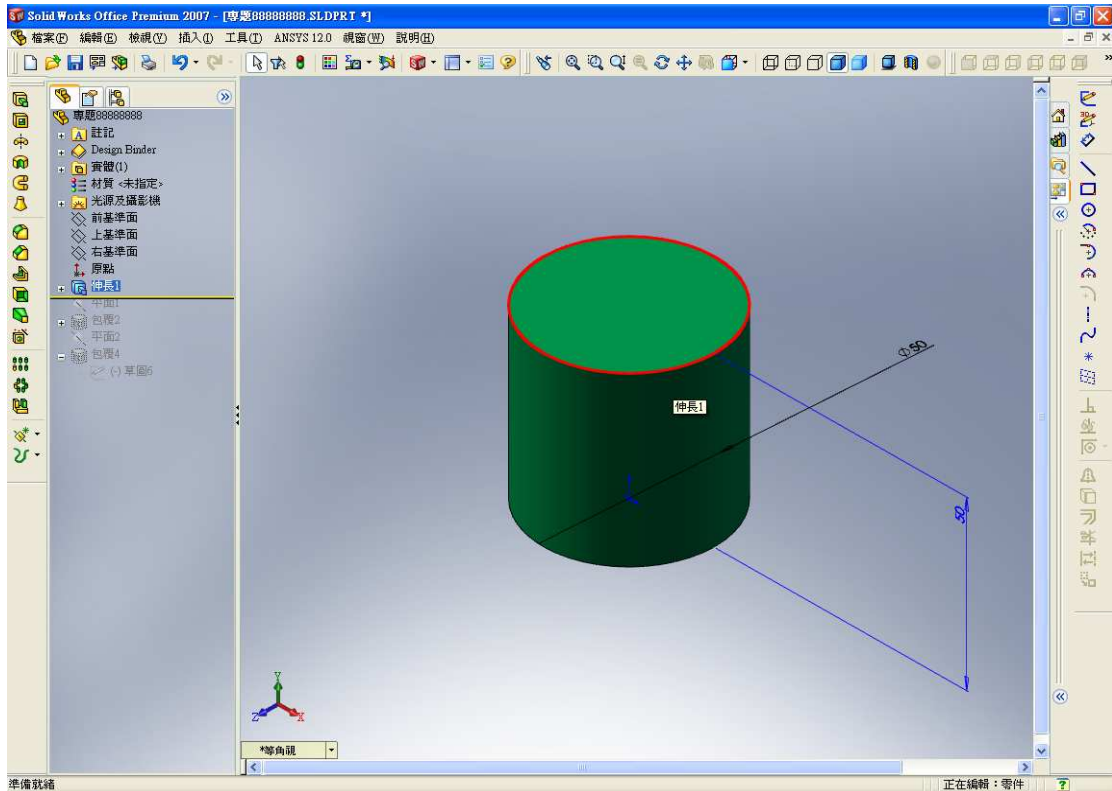 SolidWorks Office Premium 2007 - [專題88888888.SLDPRT *]
檔案(F) 編輯(E) 檢視(V) 插入(I) 工具(T) ANSYS 12.0 視窗(W) 說明(H)
專題88888888
註記
Design Binder
實體(1)
材質 <未指定>
光源及攝影機
前基準面
上基準面
右基準面
原點
伸長1
平面1
包覆2
平面2
包覆4
(-) 草圖6
Φ50
伸長1
50
Y
Z
X
*等角視
準備就緒
正在編輯：零件